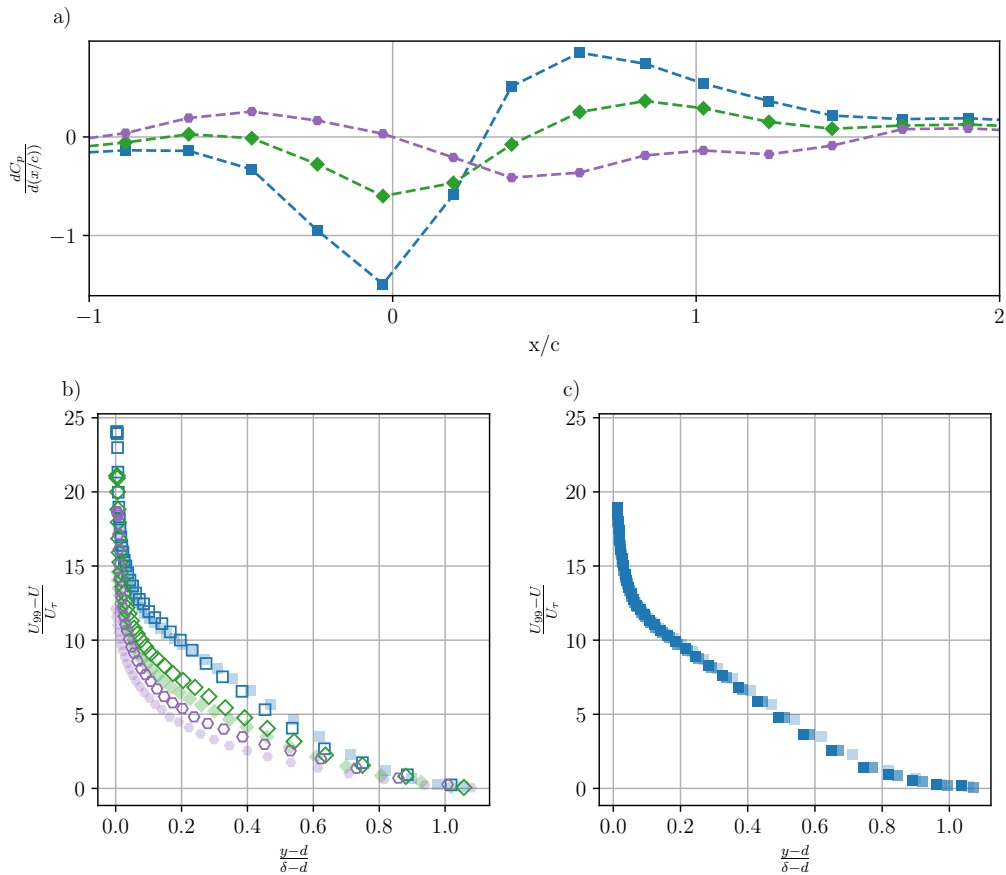 a)
dC_p / d(x/c))
0
−1
−1 0 1 2
x/c
b) c)
25 25
20 20
15 15
10 10
5 5
0 0
U_99−U / U_τ U_99−U / U_τ
0.0 0.2 0.4 0.6 0.8 1.0 0.0 0.2 0.4 0.6 0.8 1.0
y−d / δ−d y−d / δ−d